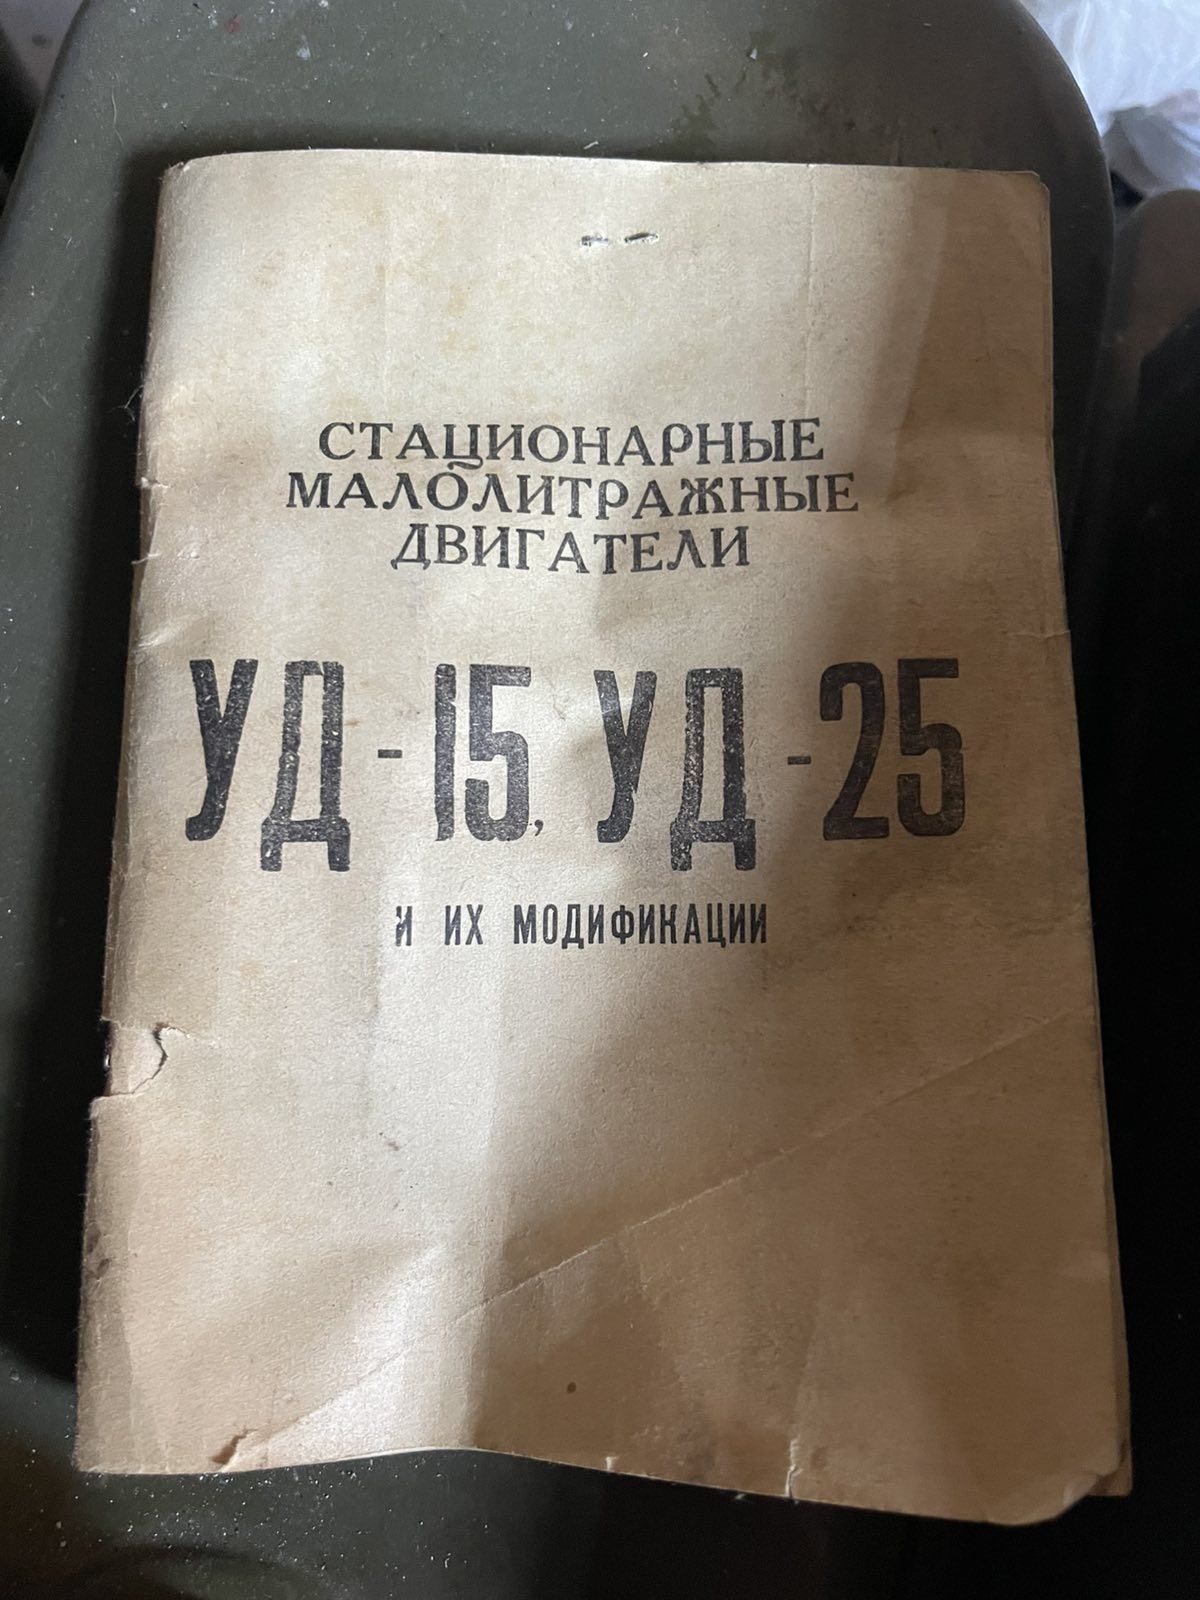 СТАЦИОНАРНЫЕ
МАЛОЛИТРАЖНЫЕ
ДВИГАТЕЛИ
УД-15, УД-25
И ИХ МОДИФИКАЦИИ